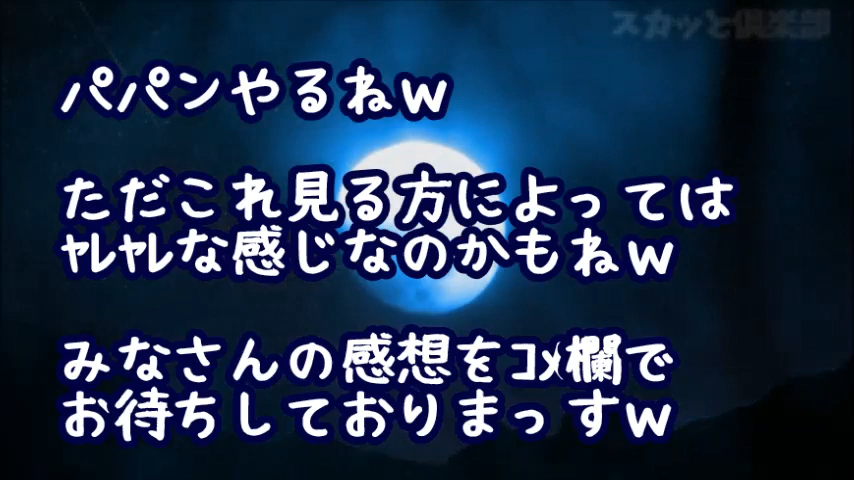 スカッと倶楽部
パパンやるねｗ
ただこれ見る方によっては
ﾔﾚﾔﾚな感じなのかもねｗ
みなさんの感想をｺﾒ欄で
お待ちしておりまっすｗ